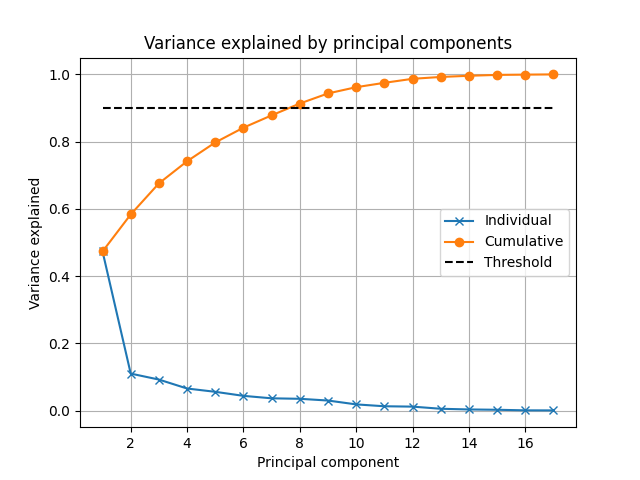 Variance explained by principal components
Variance explained
1.0
0.8
0.6
0.4
0.2
0.0
Individual
Cumulative
Threshold
2 4 6 8 10 12 14 16
Principal component